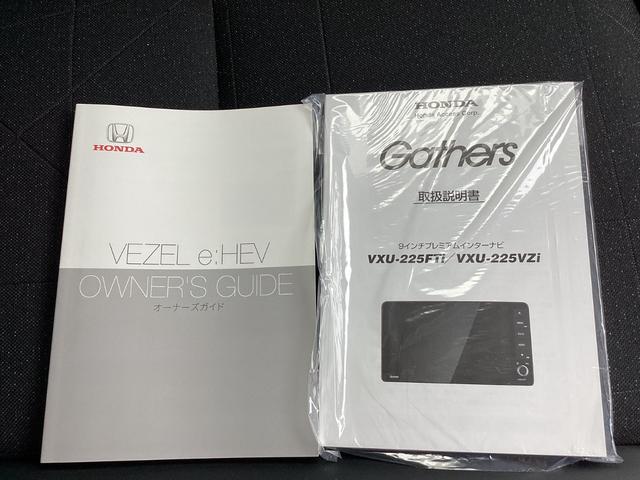 HONDA
VEZEL e:HEV
OWNER'S GUIDE
オーナーズガイド
HONDA
Honda Access Corp.
Gathers
取扱説明書
9インチプレミアムインターナビ
VXU-225FTi/VXU-225VZi